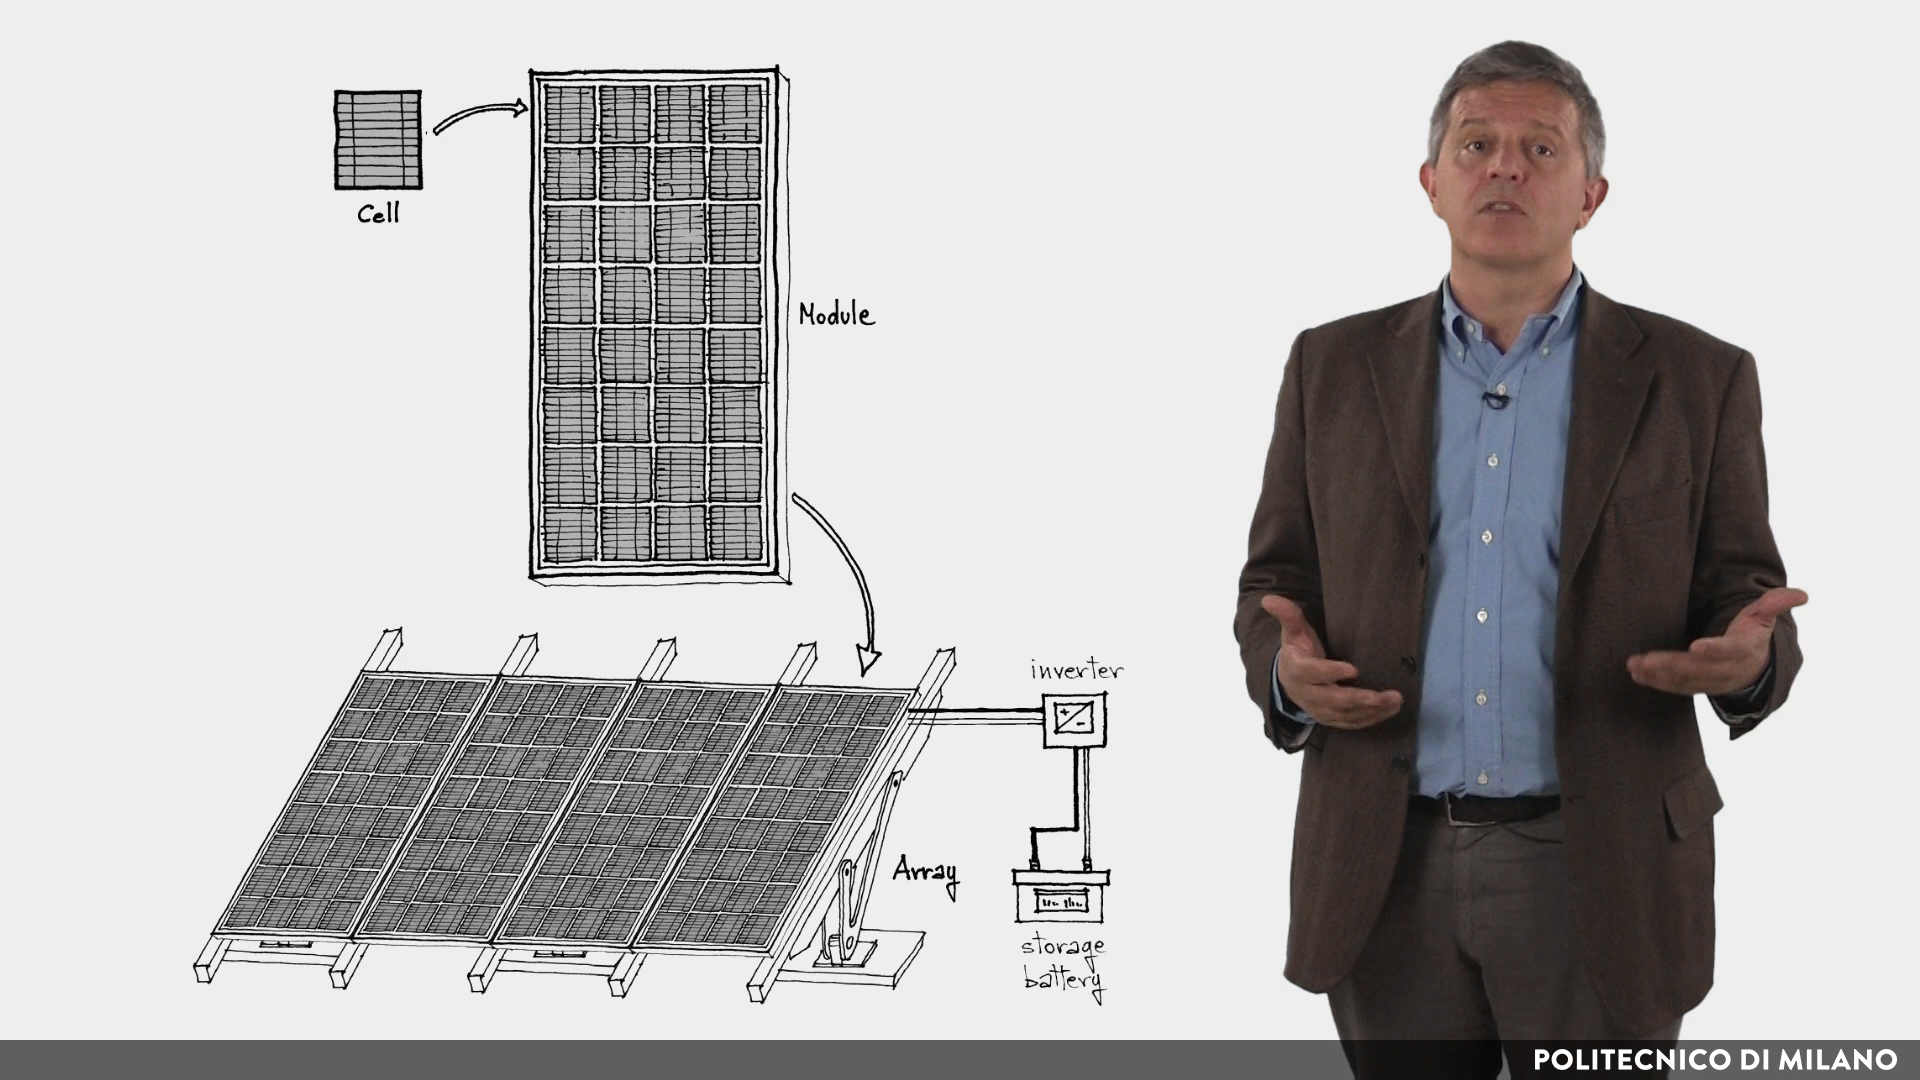 Cell
Module
inverter
Array
storage
battery
POLITECNICO DI MILANO